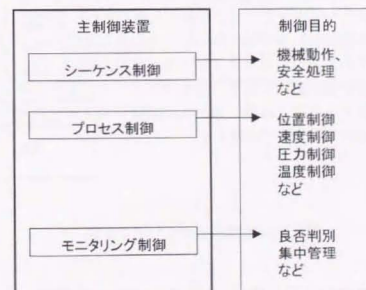 主制御装置
シーケンス制御
プロセス制御
モニタリング制御
制御目的
機械動作、
安全処理
など
位置制御
速度制御
圧力制御
温度制御
など
良否判別
集中管理
など